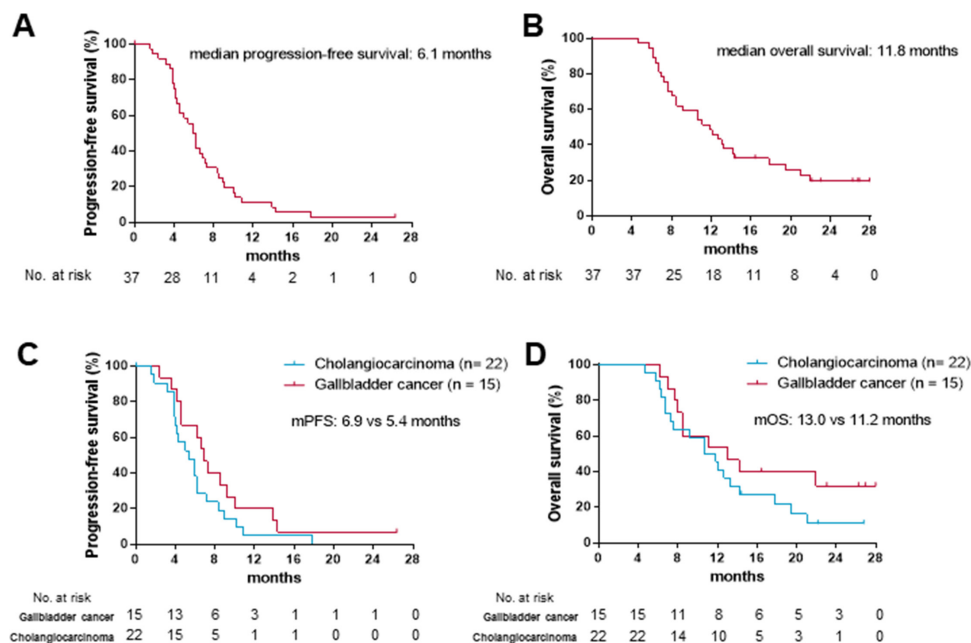 A
Progression-free survival (%)
median progression-free survival: 6.1 months
100
80
60
40
20
0
0 4 8 12 16 20 24 28
months
No. at risk 37 28 11 4 2 1 1 0
B
Overall survival (%)
median overall survival: 11.8 months
100
80
60
40
20
0
0 4 8 12 16 20 24 28
months
No. at risk 37 37 25 18 11 8 4 0
C
Progression-free survival (%)
Cholangiocarcinoma (n= 22)
Gallbladder cancer (n = 15)
mPFS: 6.9 vs 5.4 months
100
80
60
40
20
0
0 4 8 12 16 20 24 28
months
No. at risk
Gallbladder cancer 15 13 6 3 1 1 1 0
Cholangiocarcinoma 22 15 5 1 1 0 0 0
D
Overall survival (%)
Cholangiocarcinoma (n= 22)
Gallbladder cancer (n = 15)
mOS: 13.0 vs 11.2 months
100
80
60
40
20
0
0 4 8 12 16 20 24 28
months
No. at risk
Gallbladder cancer 15 15 11 8 6 5 3 0
Cholangiocarcinoma 22 22 14 10 6 3 1 0